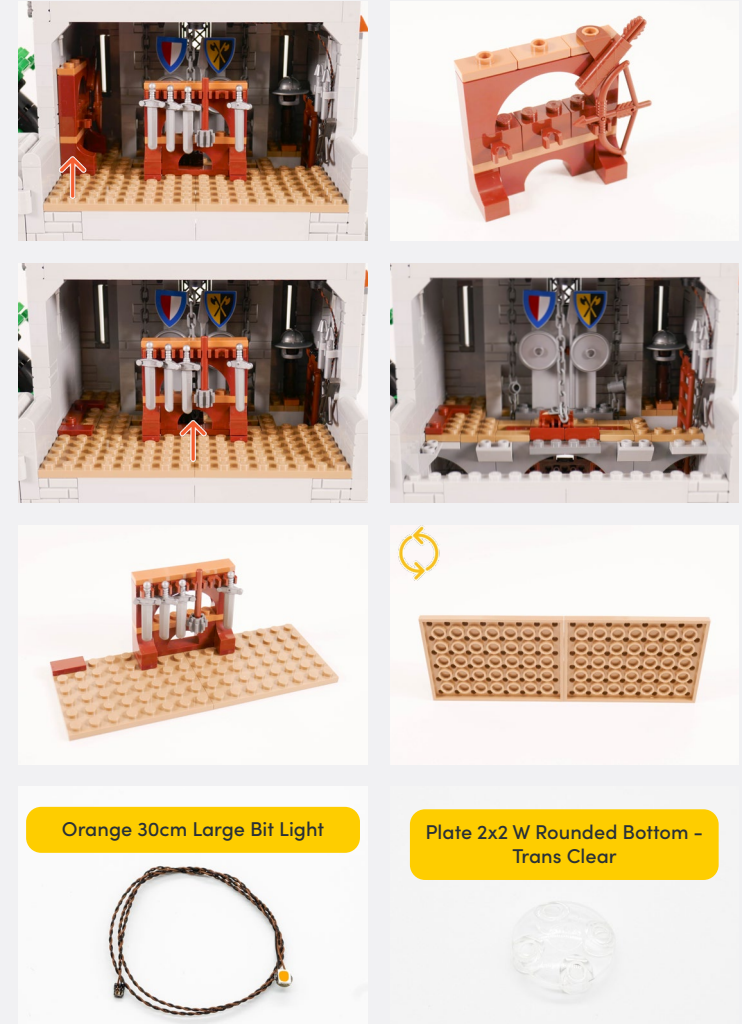 Orange 30cm Large Bit Light
Plate 2x2 W Rounded Bottom -
Trans Clear